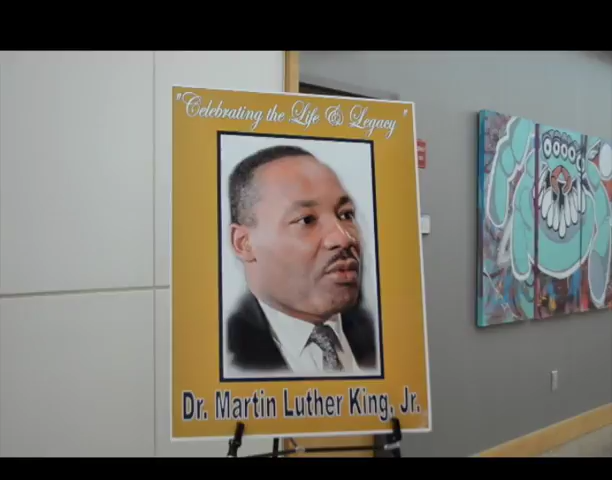 "Celebrating the Life & Legacy"
Dr. Martin Luther King, Jr.